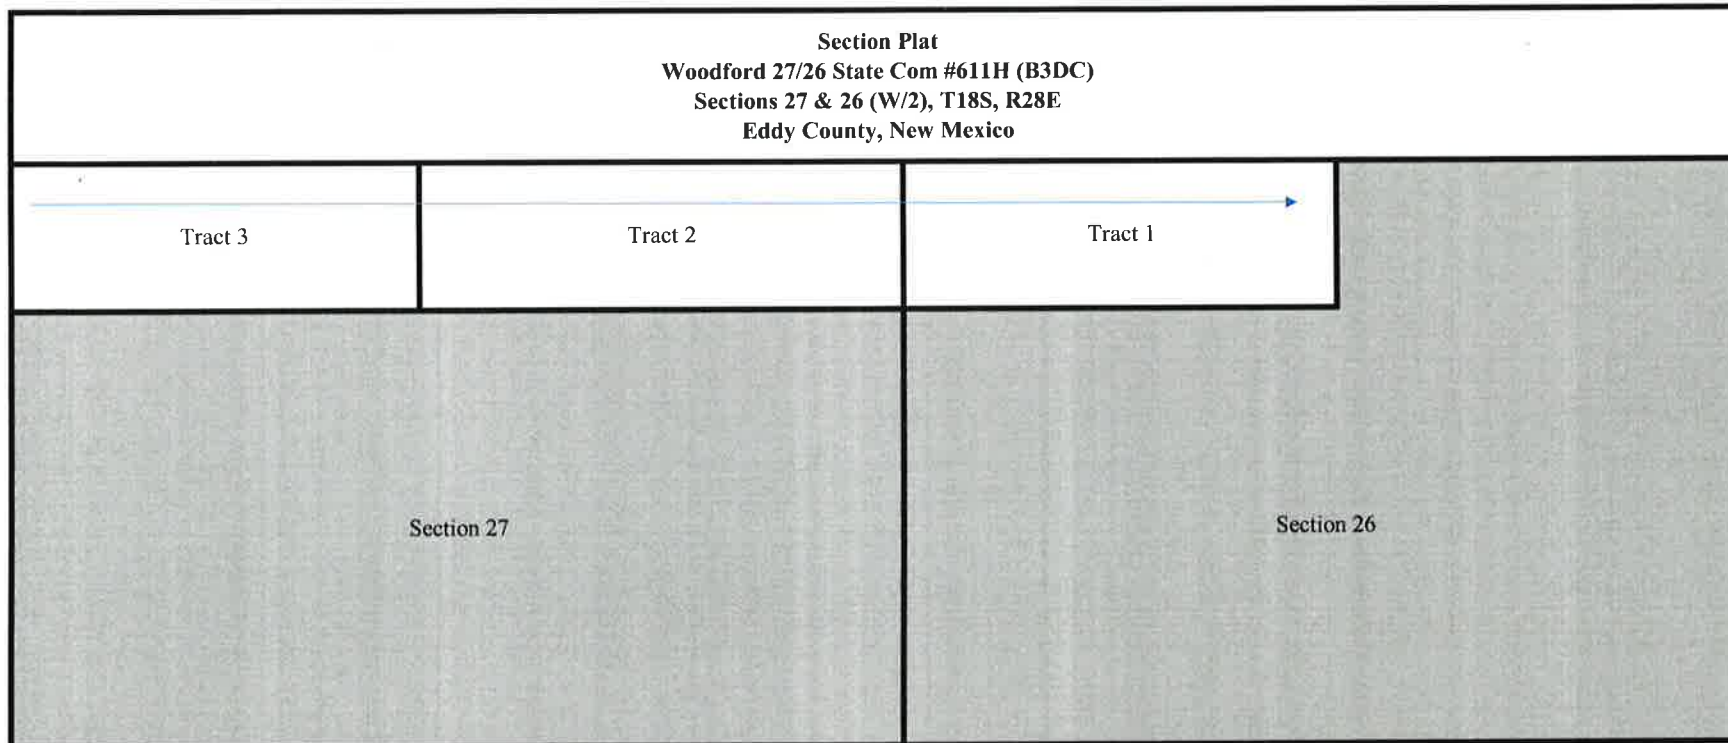 Section Plat
Woodford 27/26 State Com #611H (B3DC)
Sections 27 & 26 (W/2), T18S, R28E
Eddy County, New Mexico
Tract 3
Tract 2
Tract 1
Section 27
Section 26